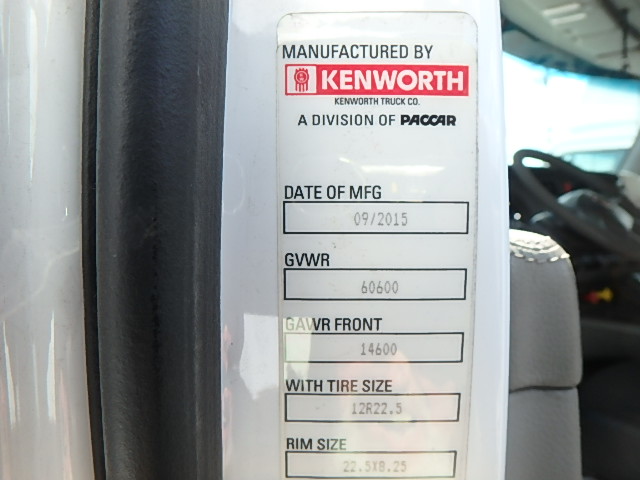 MANUFACTURED BY
KENWORTH
KENWORTH TRUCK CO.
A DIVISION OF PACCAR
DATE OF MFG
09/2015
GVWR
60600
GAWR FRONT
14600
WITH TIRE SIZE
12R22.5
RIM SIZE
22.5X8.25